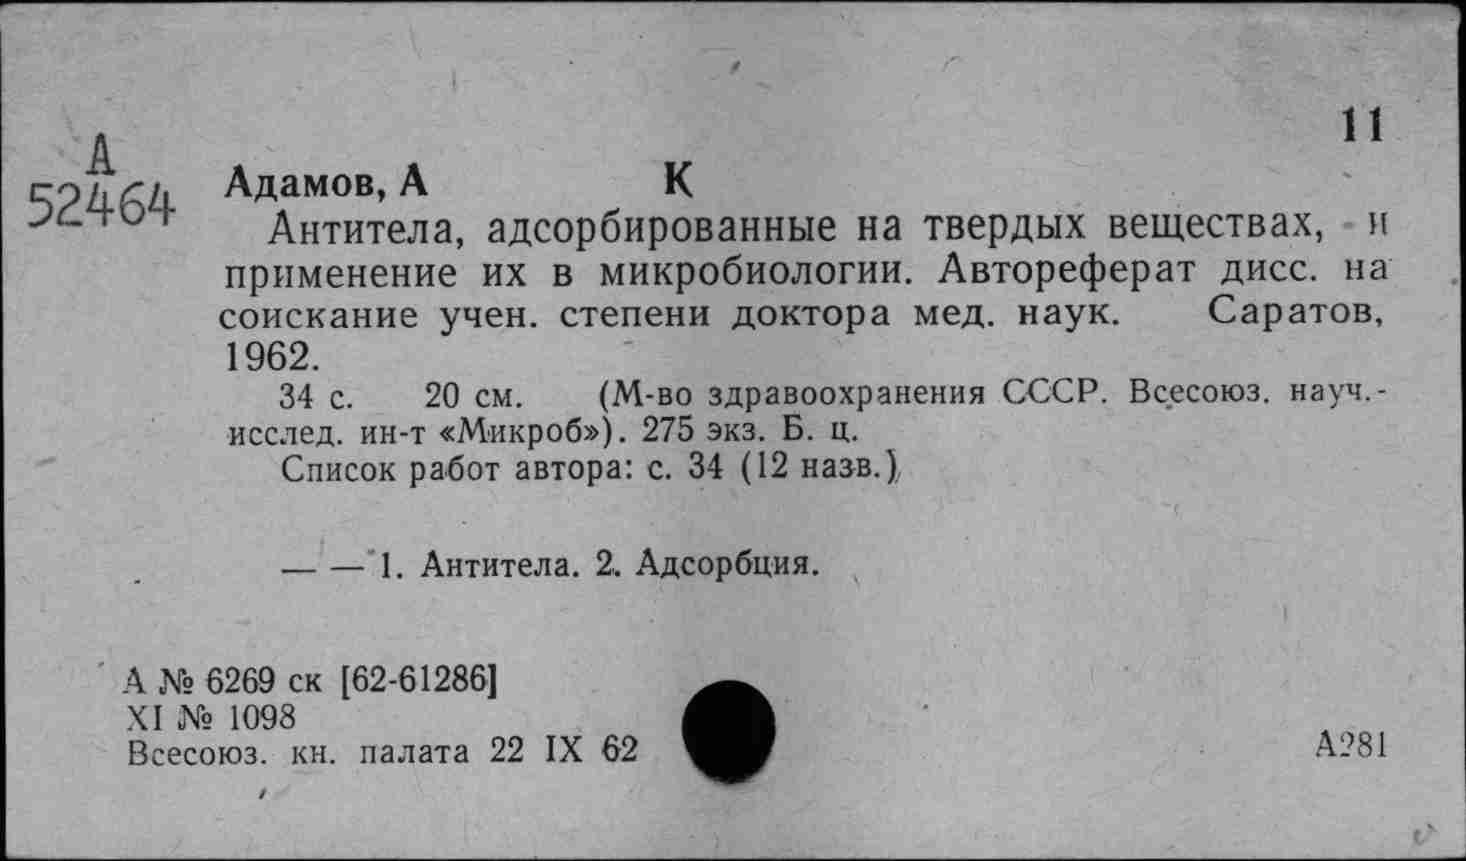 11
А
52464
Адамов, А К
Антитела, адсорбированные на твердых веществах, и
применение их в микробиологии. Автореферат дисс. на
соискание учен. степени доктора мед. наук. Саратов,
1962.
34 с. 20 см. (М-во здравоохранения СССР. Всесоюз. науч.-
исслед. ин-т «Микроб»). 275 экз. Б. ц.
Список работ автора: с. 34 (12 назв.)
— — 1. Антитела. 2. Адсорбция.
А № 6269 ск [62-61286]
XI № 1098
Всесоюз. кн. палата 22 IX 62
А281